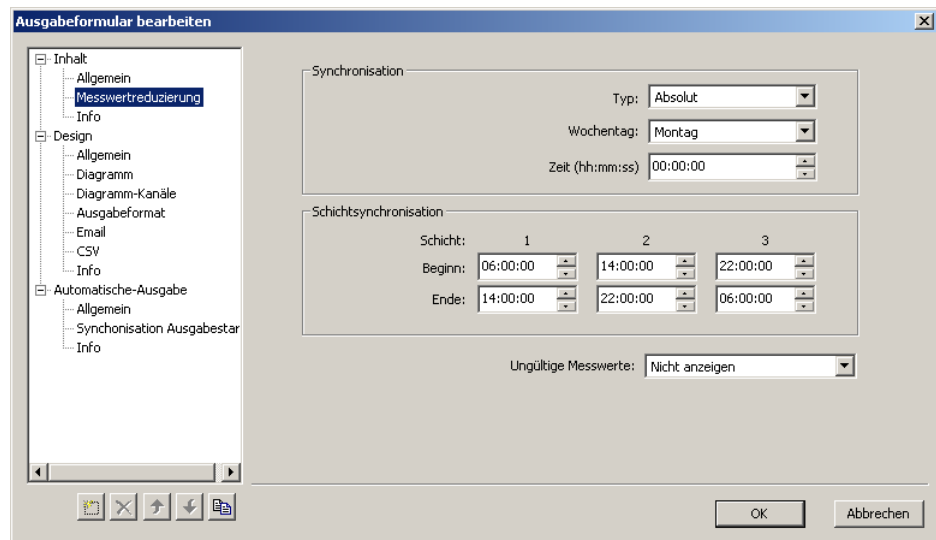 Ausgabeformular bearbeiten
Inhalt
Allgemein
Messwertreduzierung
Info
Design
Allgemein
Diagramm
Diagramm-Kanäle
Ausgabeformat
Email
CSV
Info
Automatische-Ausgabe
Allgemein
Synchonisation Ausgabestar
Info
Synchronisation
Typ: Absolut
Wochentag: Montag
Zeit (hh:mm:ss) 00:00:00
Schichtsynchronisation
Schicht: 1 2 3
Beginn: 06:00:00 14:00:00 22:00:00
Ende: 14:00:00 22:00:00 06:00:00
Ungültige Messwerte: Nicht anzeigen
OK Abbrechen